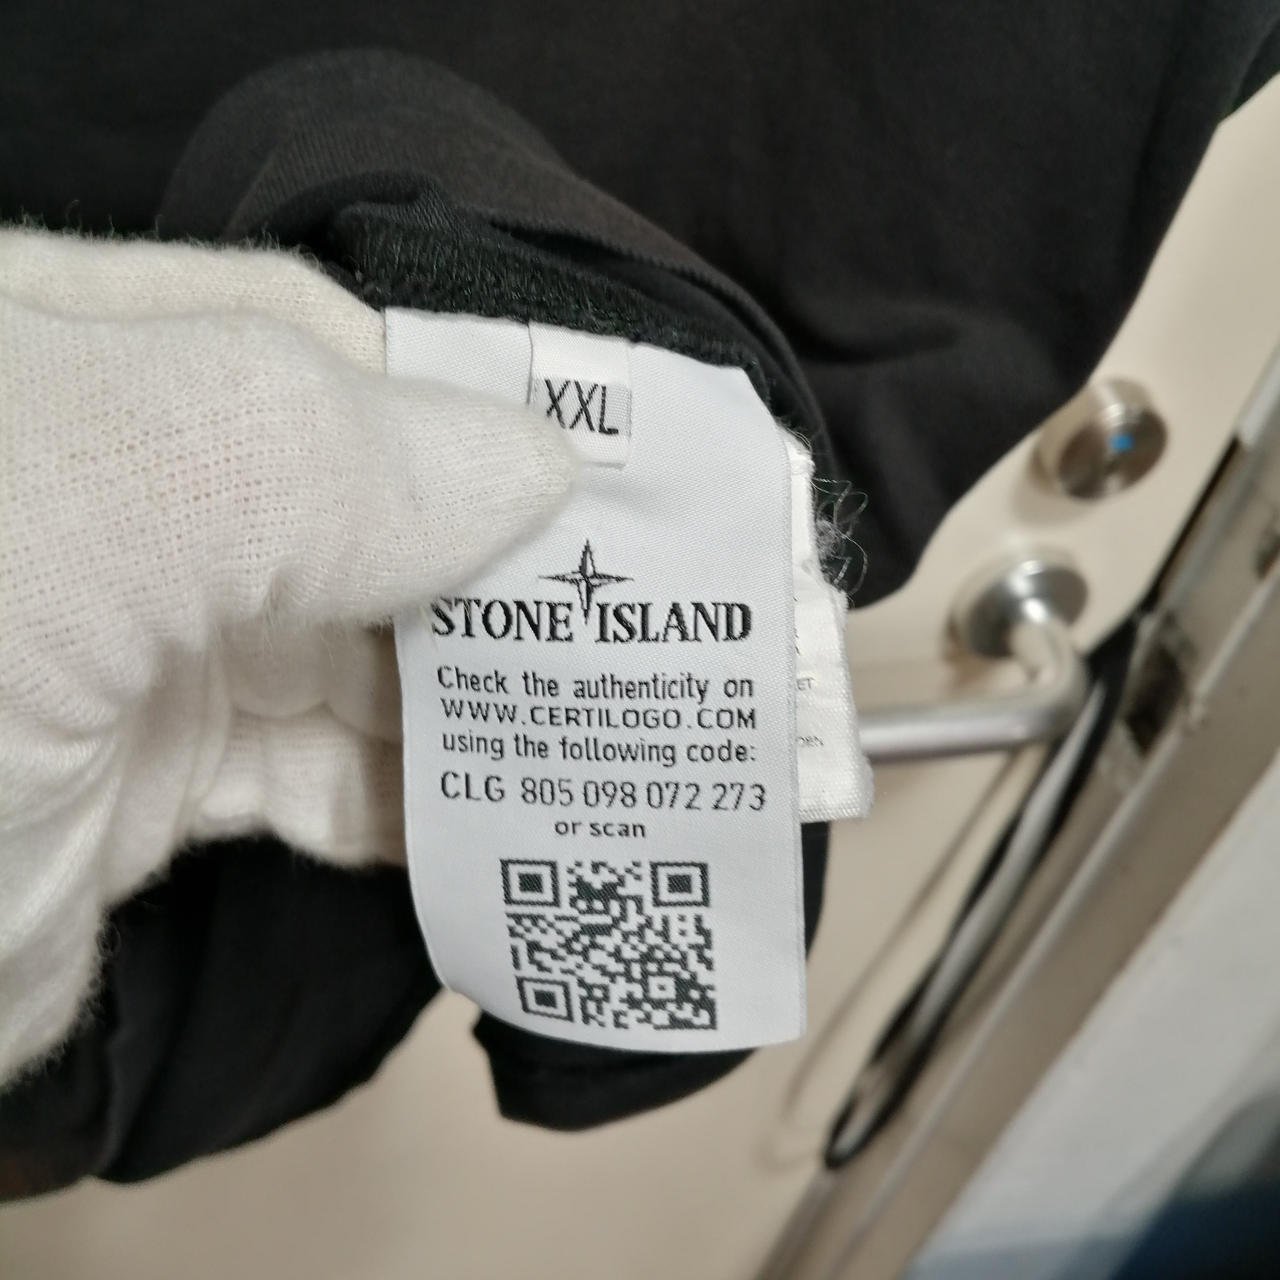 XXL
STONE ISLAND
Check the authenticity on
WWW.CERTILOGO.COM
using the following code:
CLG 805 098 072 273
or scan